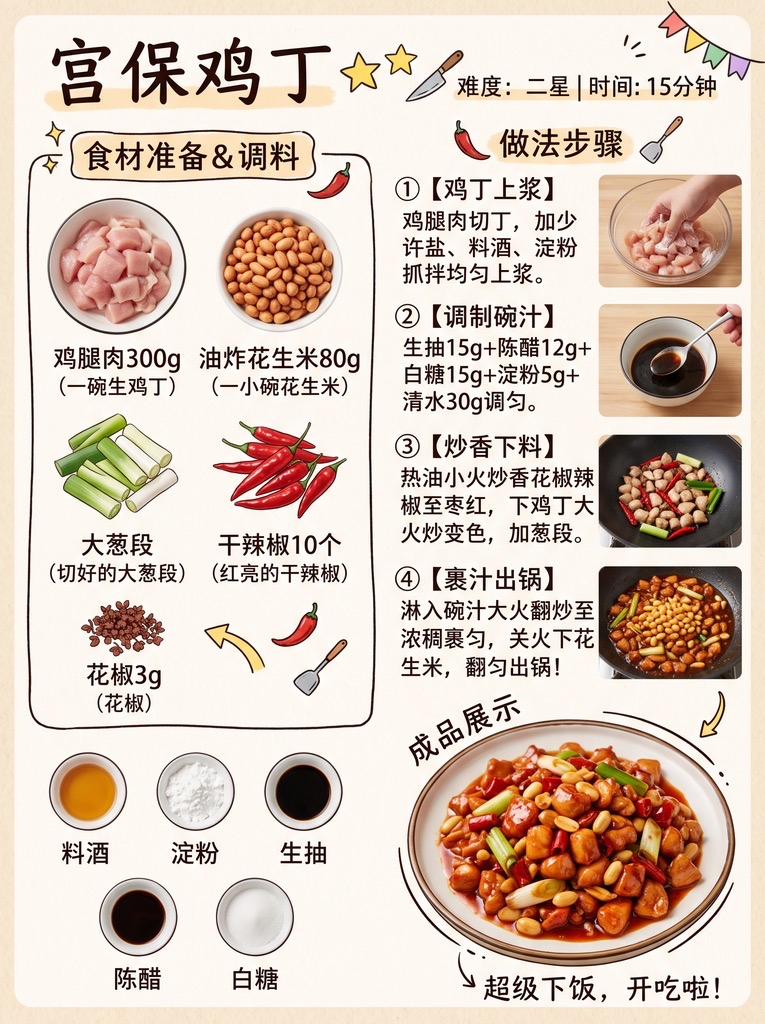 宫保鸡丁
难度：二星 | 时间: 15分钟
食材准备&调料
鸡腿肉300g
（一碗生鸡丁）
油炸花生米80g
（一小碗花生米）
大葱段
（切好的大葱段）
干辣椒10个
（红亮的干辣椒）
花椒3g
（花椒）
料酒
淀粉
生抽
陈醋
白糖
做法步骤
①【鸡丁上浆】
鸡腿肉切丁，加少
许盐、料酒、淀粉
抓拌均匀上浆。
②【调制碗汁】
生抽15g+陈醋12g+
白糖15g+淀粉5g+
清水30g调匀。
③【炒香下料】
热油小火炒香花椒辣
椒至枣红，下鸡丁大
火炒变色，加葱段。
④【裹汁出锅】
淋入碗汁大火翻炒至
浓稠裹匀，关火下花
生米，翻匀出锅！
成品展示
超级下饭，开吃啦！